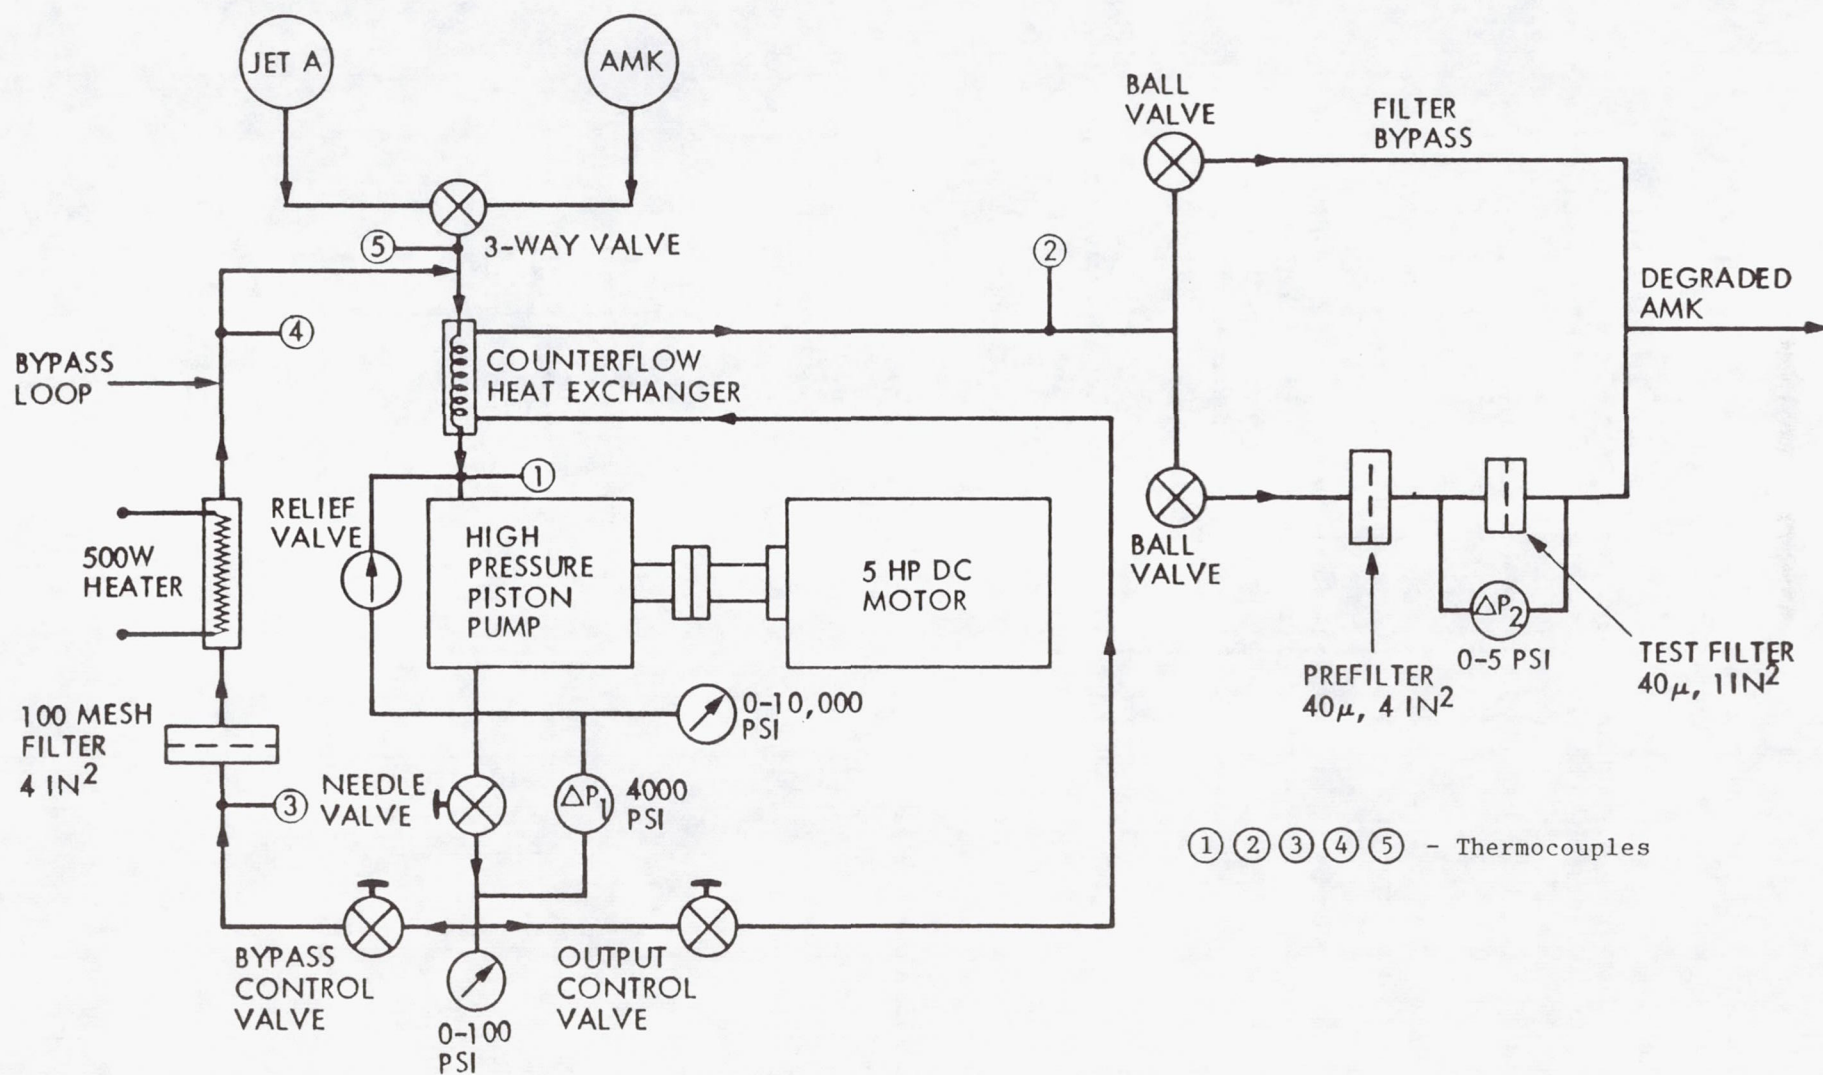 JET A
AMK
3-WAY VALVE
5
4
BYPASS
LOOP
COUNTERFLOW
HEAT EXCHANGER
1
2
BALL
VALVE
FILTER
BYPASS
DEGRADED
AMK
500W
HEATER
RELIEF
VALVE
HIGH
PRESSURE
PISTON
PUMP
5 HP DC
MOTOR
BALL
VALVE
ΔP2
0-5 PSI
PREFILTER
40μ, 4 IN2
TEST FILTER
40μ, 1IN2
100 MESH
FILTER
4 IN2
3
NEEDLE
VALVE
ΔP1
4000
PSI
0-10,000
PSI
BYPASS
CONTROL
VALVE
0-100
PSI
OUTPUT
CONTROL
VALVE
1 2 3 4 5 - Thermocouples